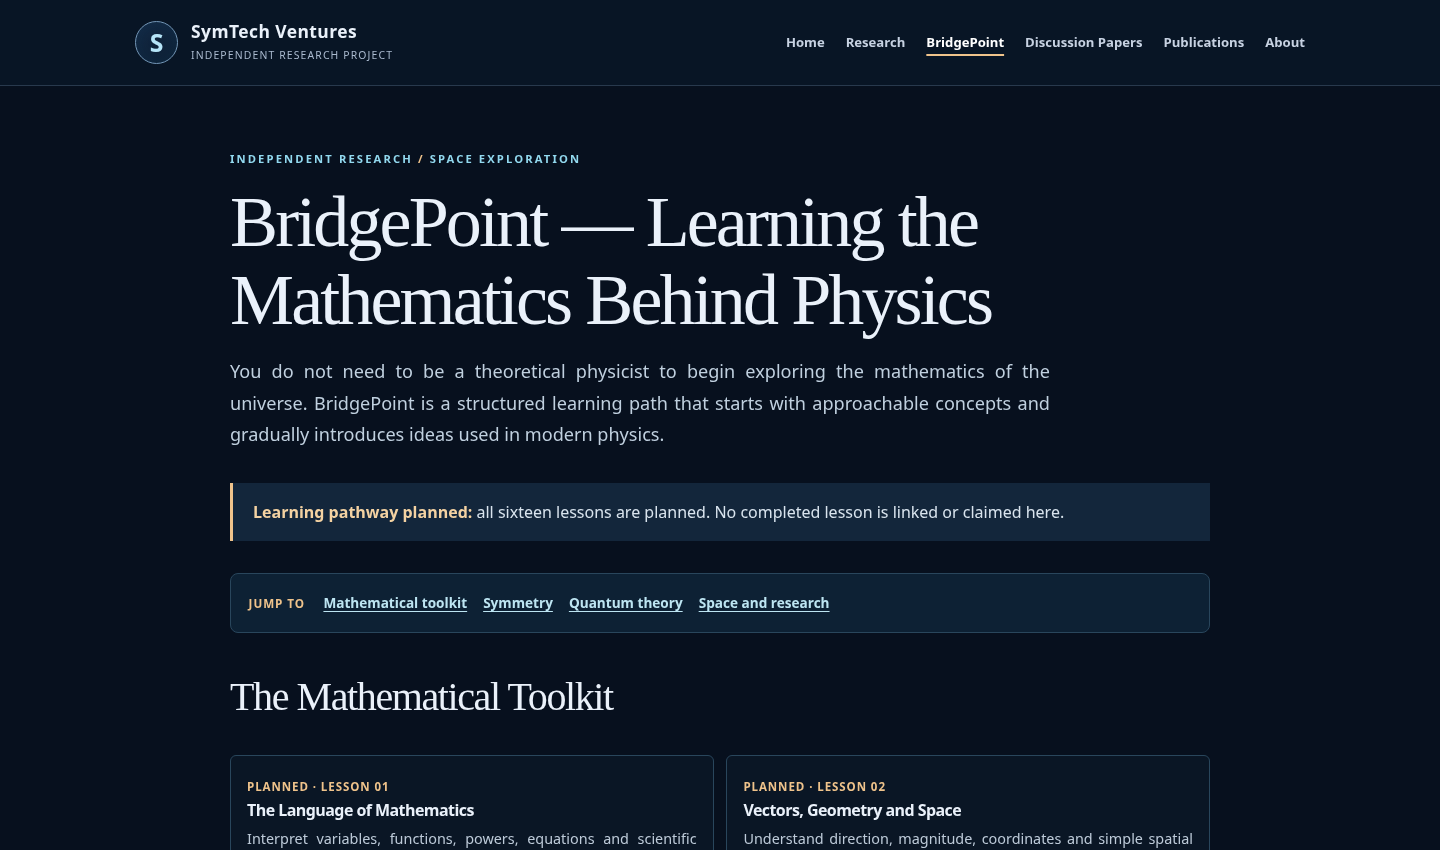 S
SymTech Ventures
INDEPENDENT RESEARCH PROJECT
Home Research BridgePoint Discussion Papers Publications About
INDEPENDENT RESEARCH / SPACE EXPLORATION
BridgePoint — Learning the
Mathematics Behind Physics
You do not need to be a theoretical physicist to begin exploring the mathematics of the
universe. BridgePoint is a structured learning path that starts with approachable concepts and
gradually introduces ideas used in modern physics.
Learning pathway planned: all sixteen lessons are planned. No completed lesson is linked or claimed here.
JUMP TO Mathematical toolkit Symmetry Quantum theory Space and research
The Mathematical Toolkit
PLANNED · LESSON 01
The Language of Mathematics
Interpret variables, functions, powers, equations and scientific
PLANNED · LESSON 02
Vectors, Geometry and Space
Understand direction, magnitude, coordinates and simple spatial